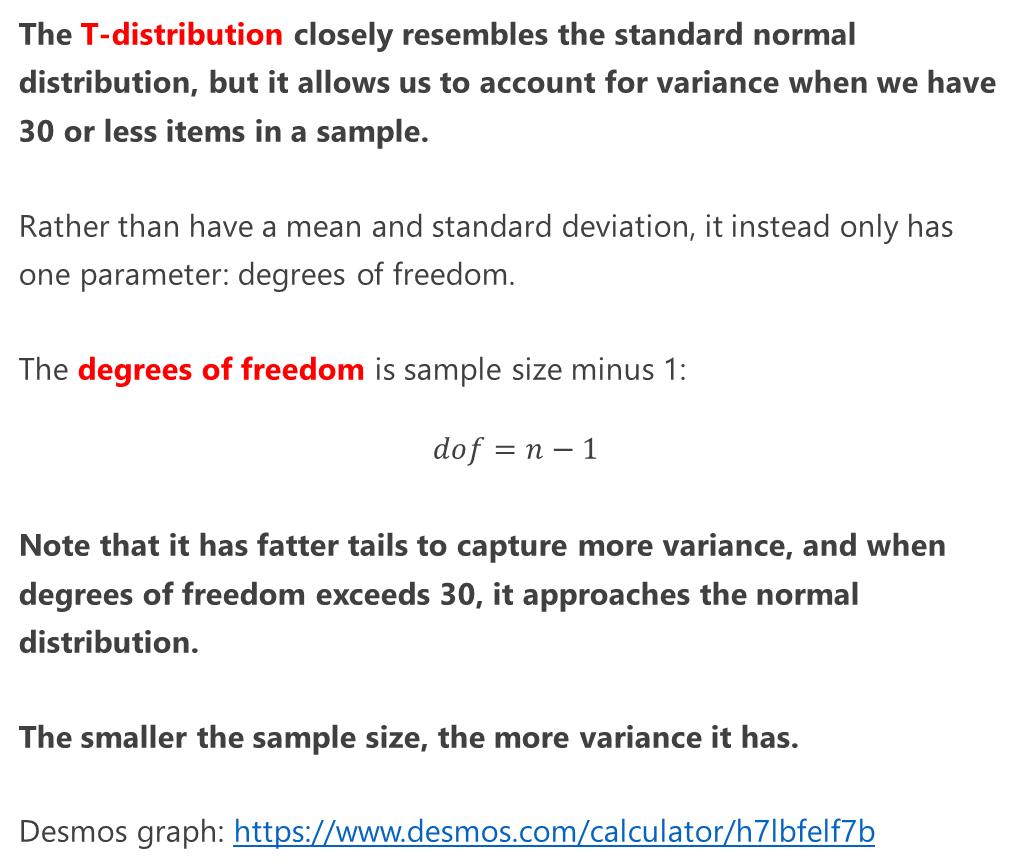 The T-distribution closely resembles the standard normal
distribution, but it allows us to account for variance when we have
30 or less items in a sample.
Rather than have a mean and standard deviation, it instead only has
one parameter: degrees of freedom.
The degrees of freedom is sample size minus 1:
dof = n − 1
Note that it has fatter tails to capture more variance, and when
degrees of freedom exceeds 30, it approaches the normal
distribution.
The smaller the sample size, the more variance it has.
Desmos graph: https://www.desmos.com/calculator/h7lbfelf7b